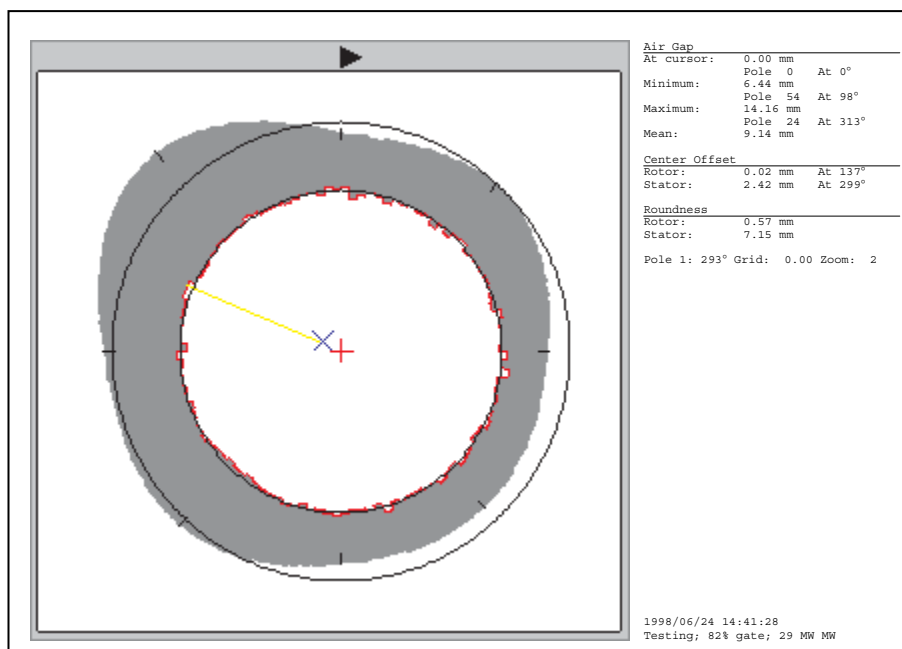 Air Gap
At cursor: 0.00 mm
Pole 0 At 0°
Minimum: 6.44 mm
Pole 54 At 98°
Maximum: 14.16 mm
Pole 24 At 313°
Mean: 9.14 mm
Center Offset
Rotor: 0.02 mm At 137°
Stator: 2.42 mm At 299°
Roundness
Rotor: 0.57 mm
Stator: 7.15 mm
Pole 1: 293° Grid: 0.00 Zoom: 2
1998/06/24 14:41:28
Testing; 82% gate; 29 MW MW